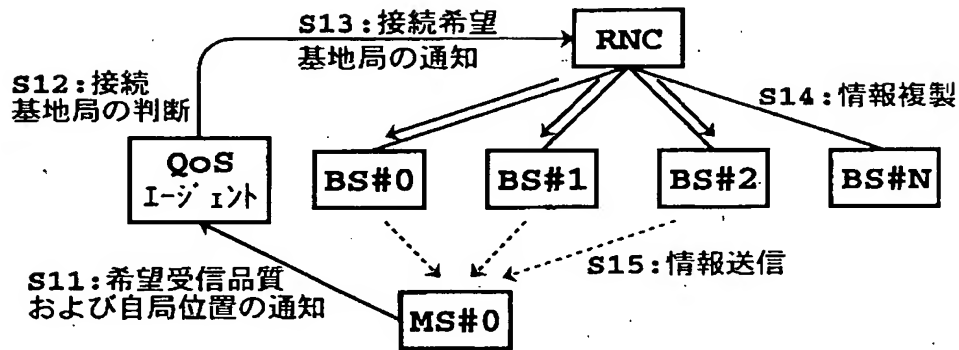 S13:接続希望
基地局の通知
RNC
S12:接続
基地局の判断
S14:情報複製
QoS
エージェント
BS#0
BS#1
BS#2
BS#N
S11:希望受信品質
および自局位置の通知
S15:情報送信
MS#0